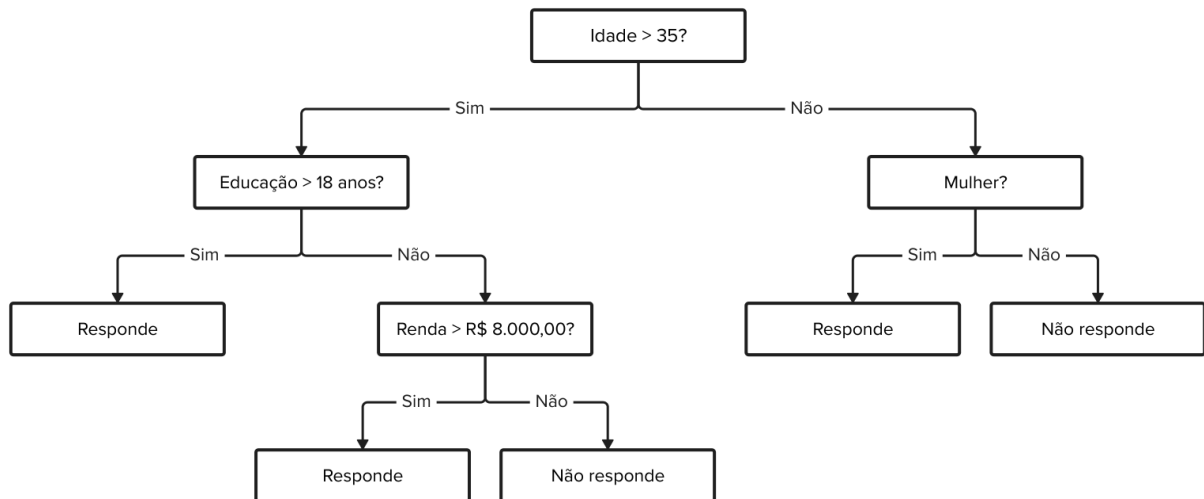 Idade > 35?
Sim
Não
Educação > 18 anos?
Mulher?
Sim
Não
Sim
Não
Responde
Renda > R$ 8.000,00?
Responde
Não responde
Sim
Não
Responde
Não responde